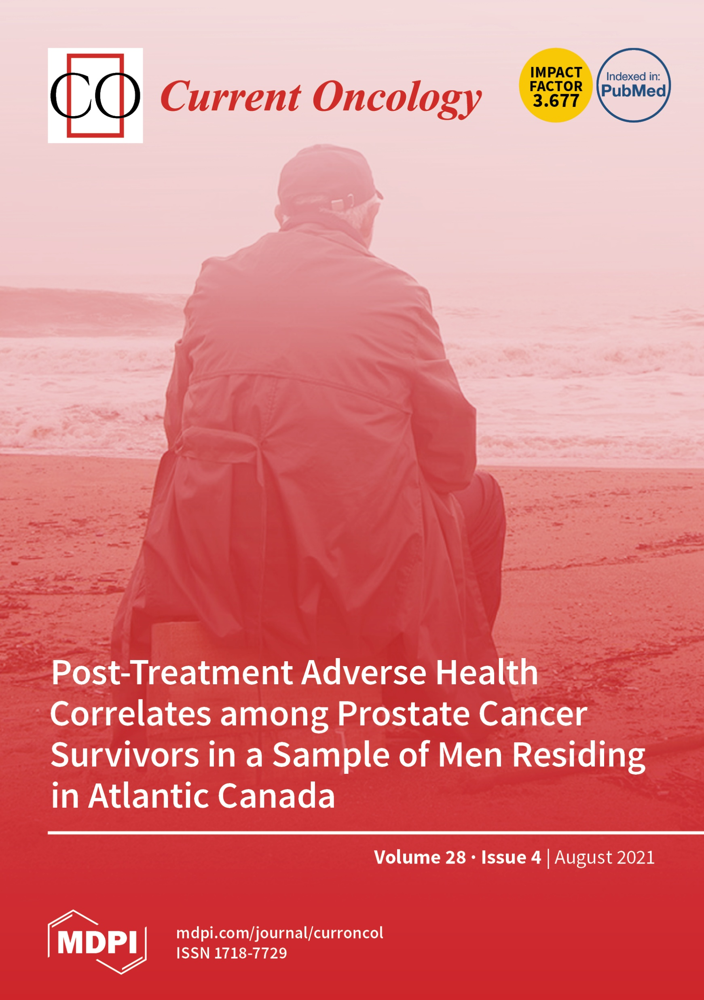 CO
Current Oncology
IMPACT
FACTOR
3.677
Indexed in:
PubMed
Post-Treatment Adverse Health
Correlates among Prostate Cancer
Survivors in a Sample of Men Residing
in Atlantic Canada
Volume 28 · Issue 4 | August 2021
MDPI
mdpi.com/journal/curroncol
ISSN 1718-7729